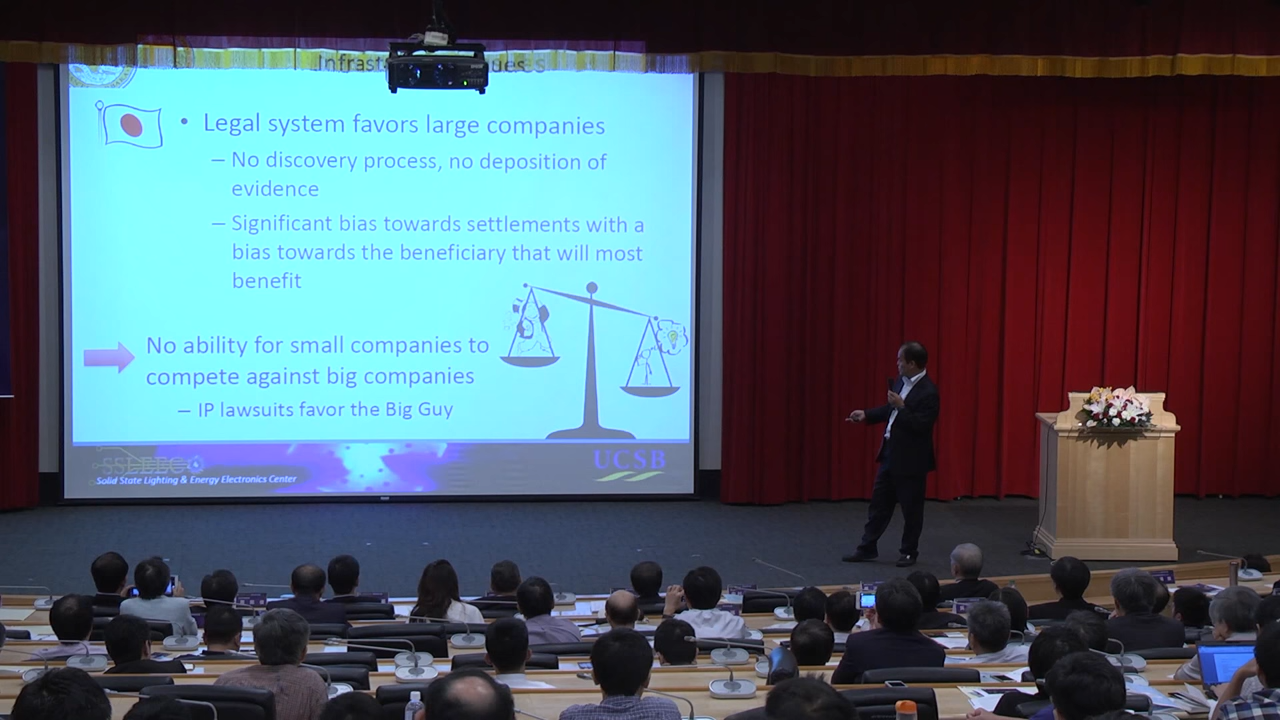 • Legal system favors large companies
– No discovery process, no deposition of
evidence
– Significant bias towards settlements with a
bias towards the beneficiary that will most
benefit
No ability for small companies to
compete against big companies
– IP lawsuits favor the Big Guy
SSLEEC
Solid State Lighting & Energy Electronics Center
UCSB